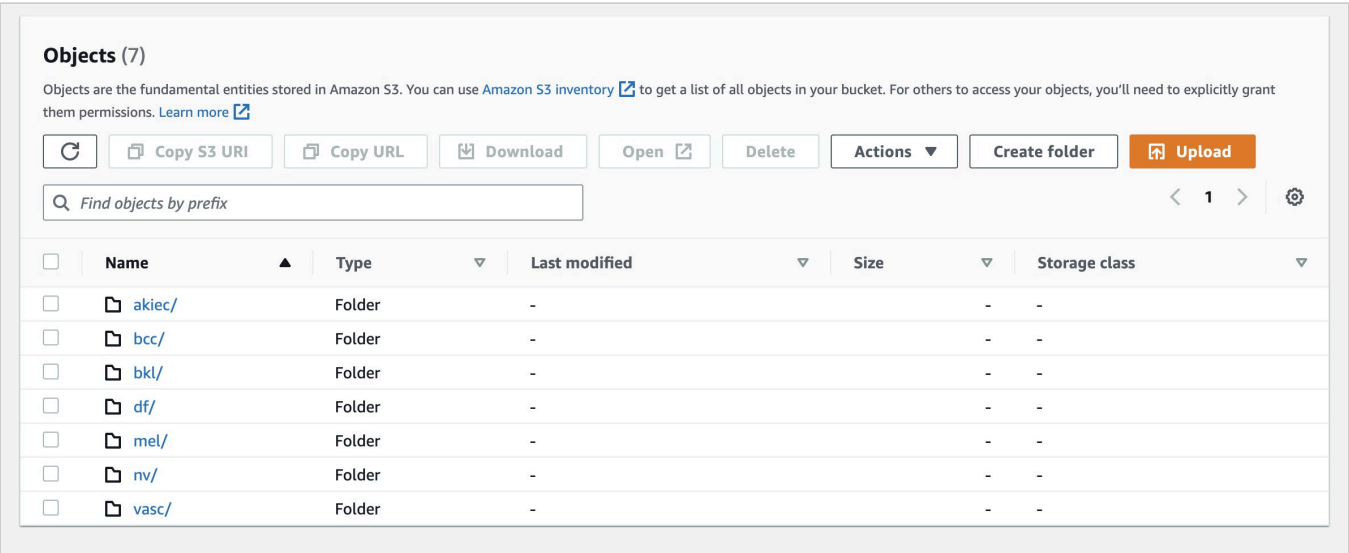 Objects (7)
Objects are the fundamental entities stored in Amazon S3. You can use Amazon S3 inventory to get a list of all objects in your bucket. For others to access your objects, you'll need to explicitly grant
them permissions. Learn more
Copy S3 URI Copy URL Download Open Delete Actions Create folder Upload
Find objects by prefix 1
Name Type Last modified Size Storage class
akiec/ Folder - - -
bcc/ Folder - - -
bkl/ Folder - - -
df/ Folder - - -
mel/ Folder - - -
nv/ Folder - - -
vasc/ Folder - - -